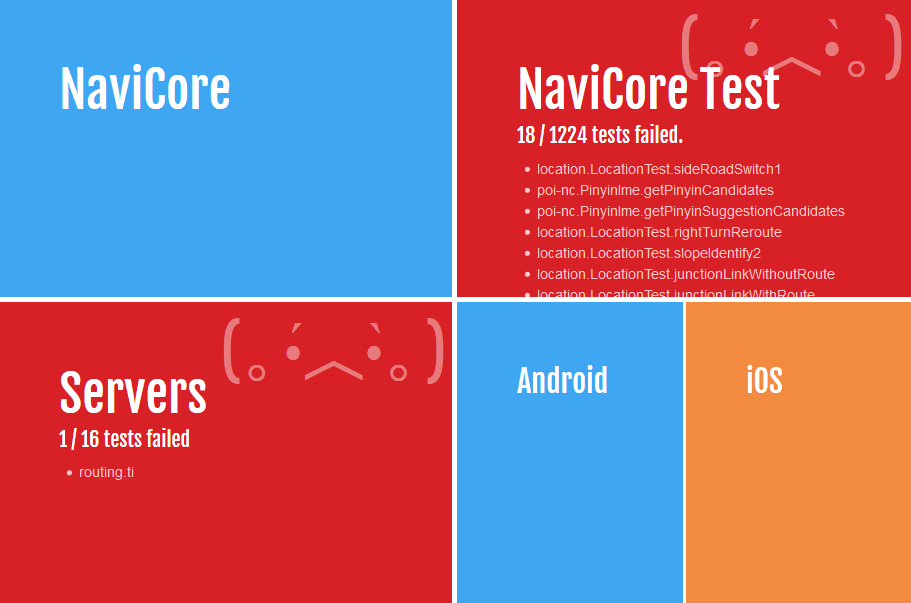 NaviCore
NaviCore Test
18 / 1224 tests failed.
location.LocationTest.sideRoadSwitch1
poi-nc.PinyinIme.getPinyinCandidates
poi-nc.PinyinIme.getPinyinSuggestionCandidates
location.LocationTest.rightTurnReroute
location.LocationTest.slopeIdentify2
location.LocationTest.junctionLinkWithoutRoute
location.LocationTest.junctionLinkWithRoute
Servers
1 / 16 tests failed
routing.ti
Android
iOS